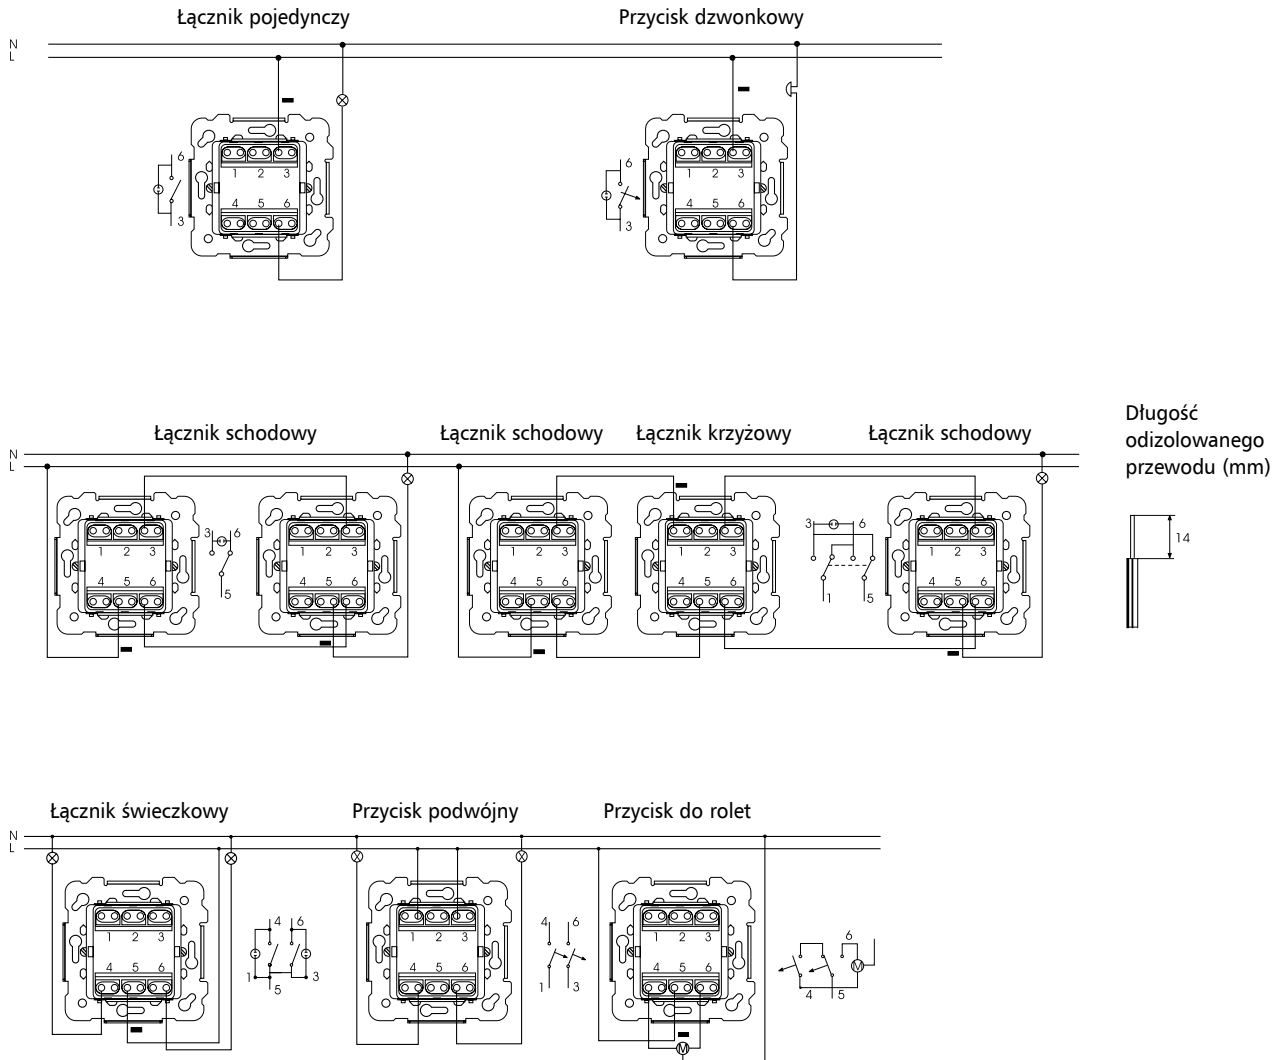 Łącznik pojedynczy
Przycisk dzwonkowy
N
L
6
3
1 2 3
4 5 6
6
3
1 2 3
4 5 6
Łącznik schodowy
Łącznik schodowy
Łącznik krzyżowy
Łącznik schodowy
Długość
odizolowanego
przewodu (mm)
14
N
L
1 2 3
4 5 6
3 6
5
1 2 3
4 5 6
1 2 3
4 5 6
1 2 3
4 5 6
3 6
1 5
1 2 3
4 5 6
Łącznik świeczkowy
Przycisk podwójny
Przycisk do rolet
N
L
1 2 3
4 5 6
4 6
1 3
5
1 2 3
4 5 6
4 6
1 3
1 2 3
4 5 6
M
6
M
4 5